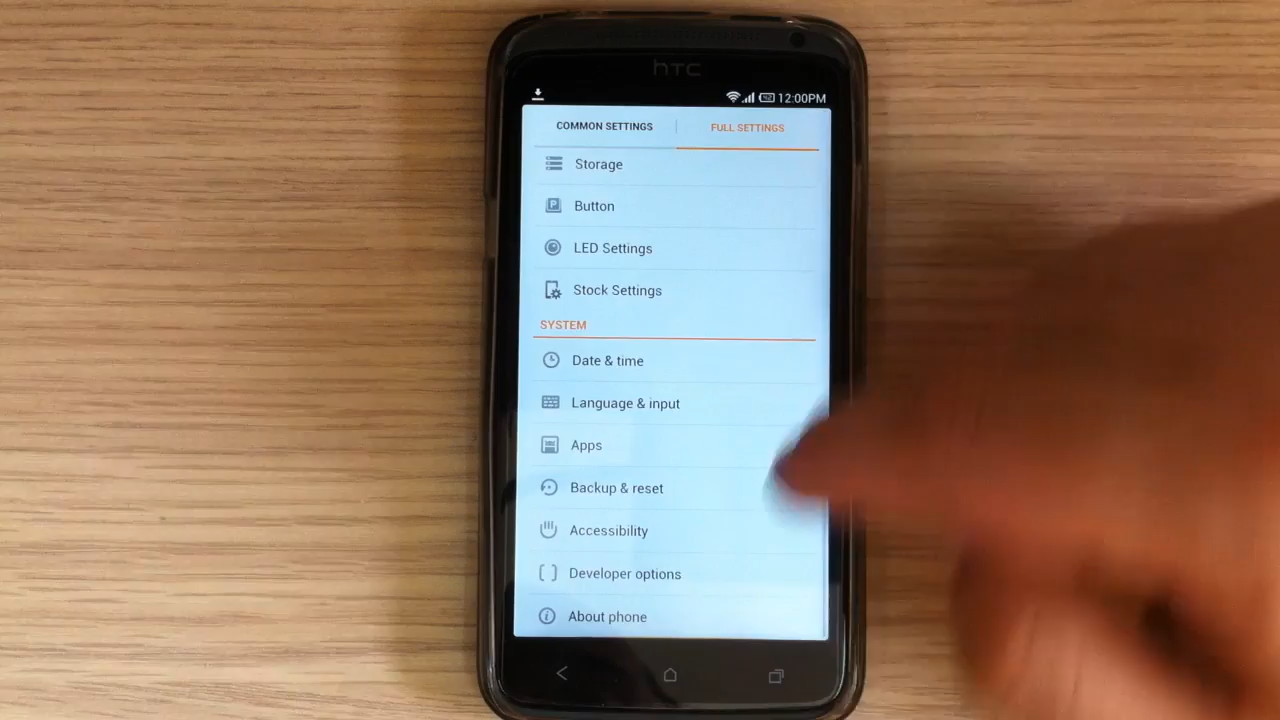 hTC
12:00PM
COMMON SETTINGS
FULL SETTINGS
Storage
Button
LED Settings
Stock Settings
SYSTEM
Date & time
Language & input
Apps
Backup & reset
Accessibility
Developer options
About phone